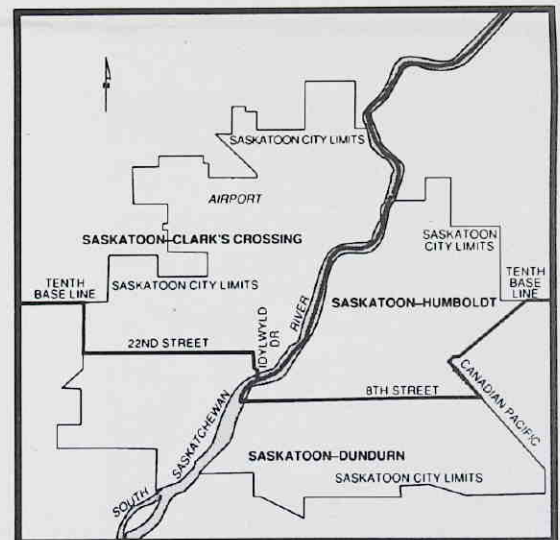 SASKATOON CITY LIMITS
AIRPORT
SASKATOON–CLARK'S CROSSING
SASKATOON
CITY LIMITS
TENTH
BASE LINE
SASKATOON CITY LIMITS
TENTH
BASE LINE
SASKATOON–HUMBOLDT
22ND STREET
IDYLWYLD
DR
RIVER
8TH STREET
CANADIAN PACIFIC
SASKATCHEWAN
SOUTH
SASKATOON–DUNDURN
SASKATOON CITY LIMITS